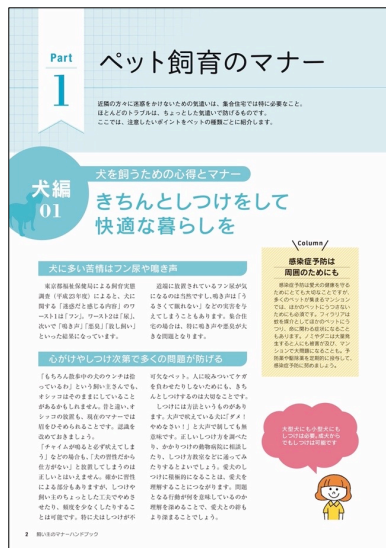 Part
1
ペット飼育のマナー
近隣の方々に迷惑をかけないための気遣いは、集合住宅では特に必要なこと。
ほとんどのトラブルは、ちょっとした気遣いで防げるものです。
ここでは、注意したいポイントをペットの種類ごとに紹介します。
犬編
01
犬を飼うための心得とマナー
きちんとしつけをして
快適な暮らしを
犬に多い苦情はフン尿や鳴き声
東京都福祉保健局による飼育実態
調査(平成23年度)によると、犬に
関する「迷惑だと感じる内容」のワ
ースト1は「フン」。ワースト2は「尿」、
次いで「鳴き声」「悪臭」「放し飼い」
といった結果になっています。
道端に放置されているフン尿が気
になるのは当然ですし、鳴き声は「う
るさくて眠れない」などの実害を与
えてしまうこともあります。集合住
宅の場合は、特に鳴き声や悪臭が大
きな問題となります。
心がけやしつけ次第で多くの問題が防げる
「もちろん散歩中の犬のウンチは拾
っているわ」という飼い主さんでも、
オシッコはそのままにしていること
があるかもしれません。昔と違い、オ
シッコの放置も、現在のマナーでは
眉をひそめられることです。認識を
改めておきましょう。
「チャイムが鳴ると必ず吠えてしま
う」などの場合も、「犬の習性だから
仕方がない」と放置してしまうのは
正しいとはいえません。確かに習性
による部分もありますが、しつけや
飼い主のちょっとした工夫でやめさ
せたり、頻度を少なくしたりするこ
とは可能です。特に犬はしつけが不
可欠なペット。人に咬みついてケガ
を負わせたりしないためにも、きち
んとしつけするのは大切なことです。
しつけには方法というものがあり
ます。大声で吠えている犬に「ダメ!
やめなさい!」と大声で制しても無
意味です。正しいしつけ方を調べた
り、かかりつけの動物病院に相談し
たり、しつけ方教室などに通ってみ
たりするとよいでしょう。愛犬のし
つけに積極的になることは、愛犬を
理解することにつながります。問題
となる行動が何を意味しているのか
理解を深めることで、愛犬との絆も
より深まることでしょう。
Column
感染症予防は
周囲のためにも
感染症予防は愛犬の健康を守る
ためにとても大切なことですが、
多くのペットが集まるマンション
では、ほかのペットにうつさない
ためにも必須です。フィラリアは
蚊を媒介としてほかのペットにう
つり、命に関わる症状になること
もあります。ノミやダニは大量発
生すると人にも被害が及び、マン
ションで大問題になることも。予
防薬や駆除薬を定期的に投与して、
感染症予防に努めましょう。
大型犬にも小型犬にも
しつけは必要。成犬から
でもしつけは可能です
2 飼い主のマナーハンドブック